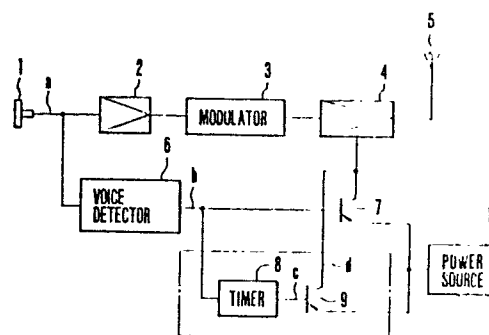 5
1
a
2
3
4
MODULATOR
6
VOICE
DETECTOR
b
7
8
c
d
9
TIMER
POWER
SOURCE